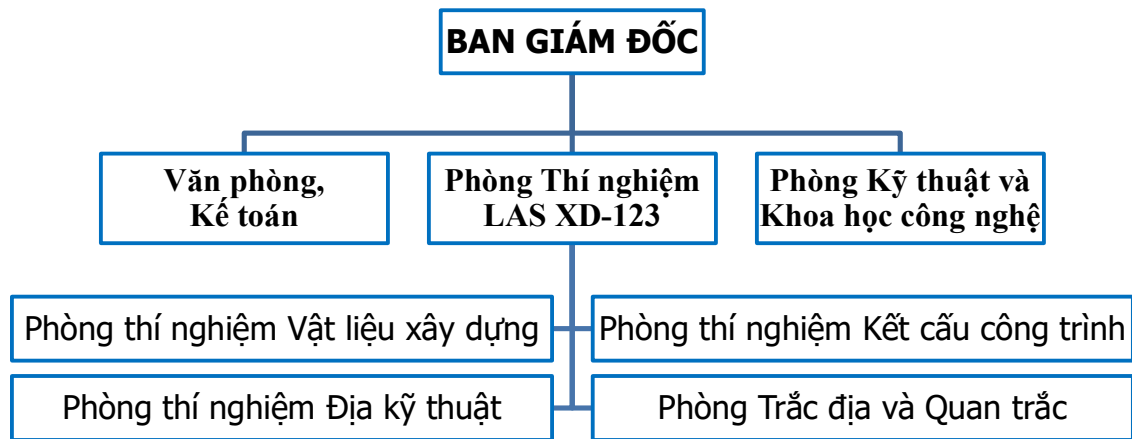 BAN GIÁM ĐỐC
Văn phòng,
Kế toán
Phòng Thí nghiệm
LAS XD-123
Phòng Kỹ thuật và
Khoa học công nghệ
Phòng thí nghiệm Vật liệu xây dựng
Phòng thí nghiệm Kết cấu công trình
Phòng thí nghiệm Địa kỹ thuật
Phòng Trắc địa và Quan trắc